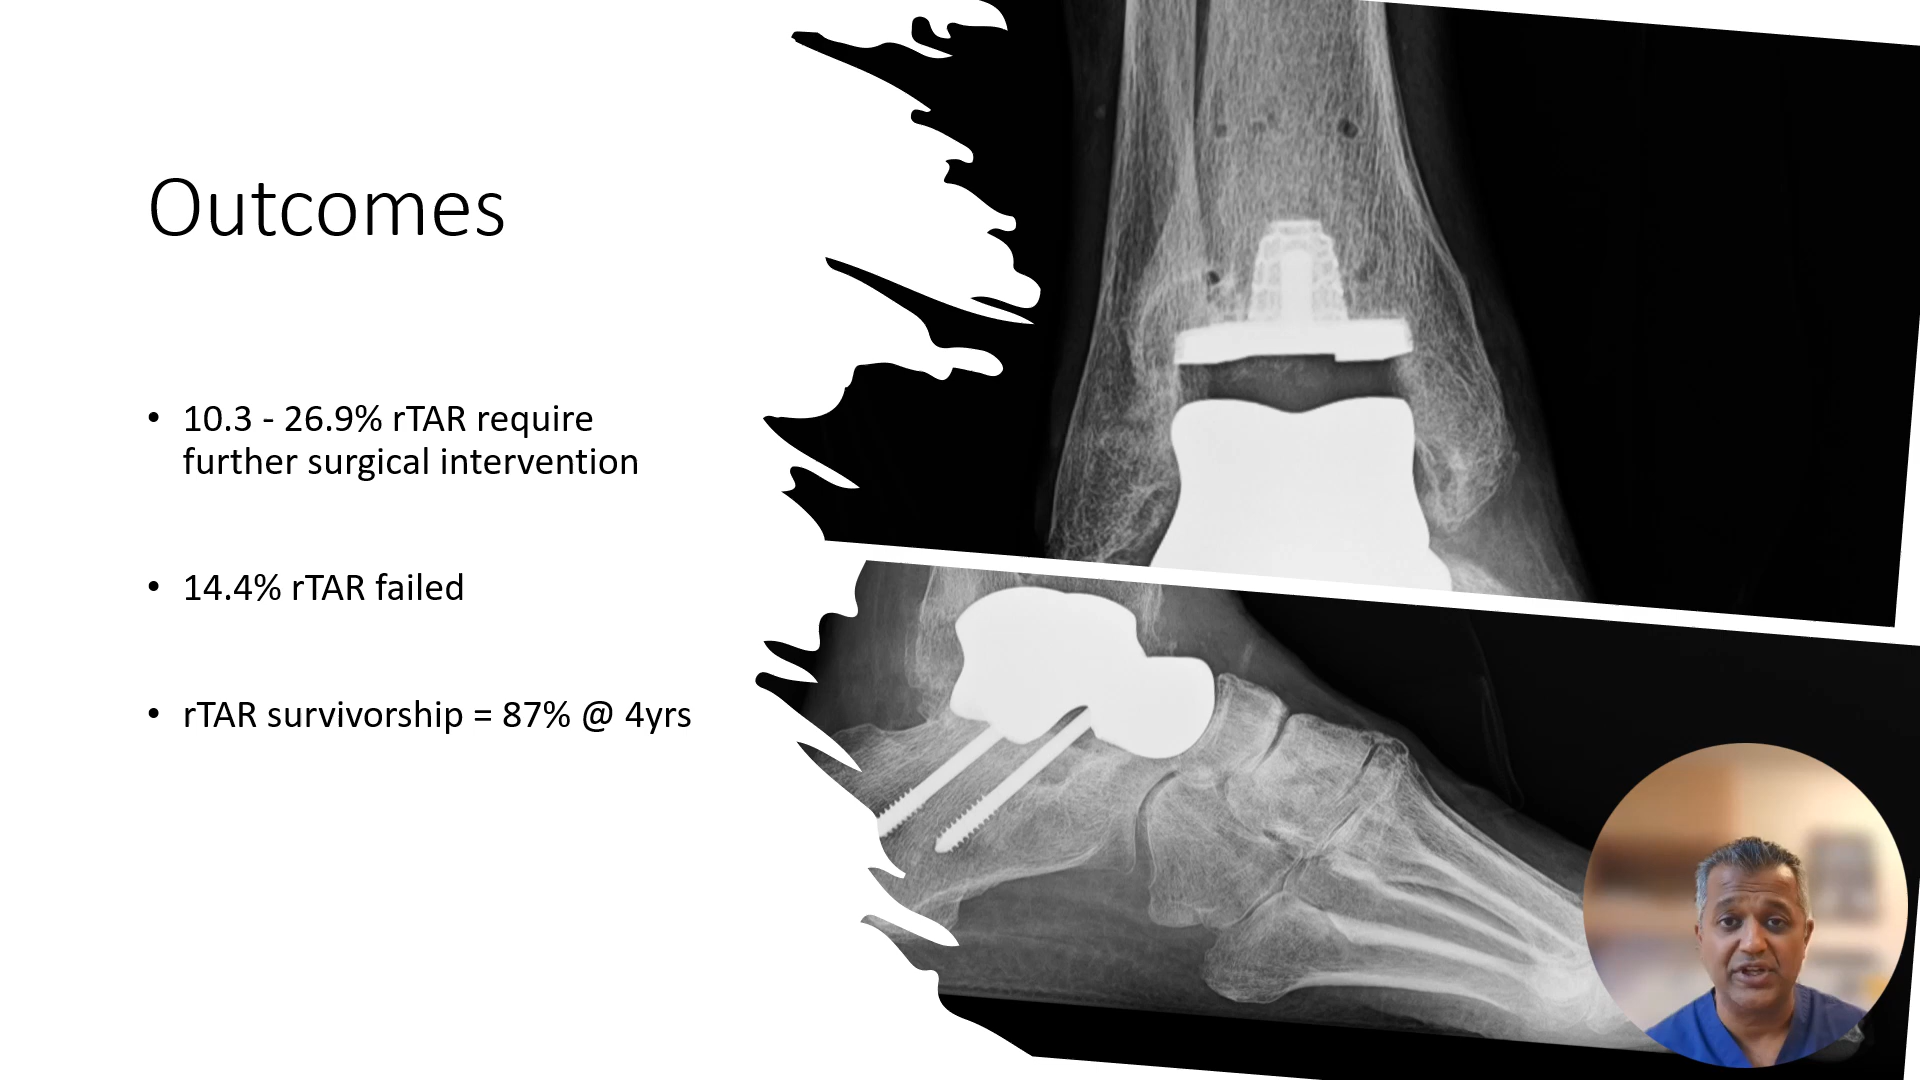 Outcomes
• 10.3 - 26.9% rTAR require
further surgical intervention
• 14.4% rTAR failed
• rTAR survivorship = 87% @ 4yrs